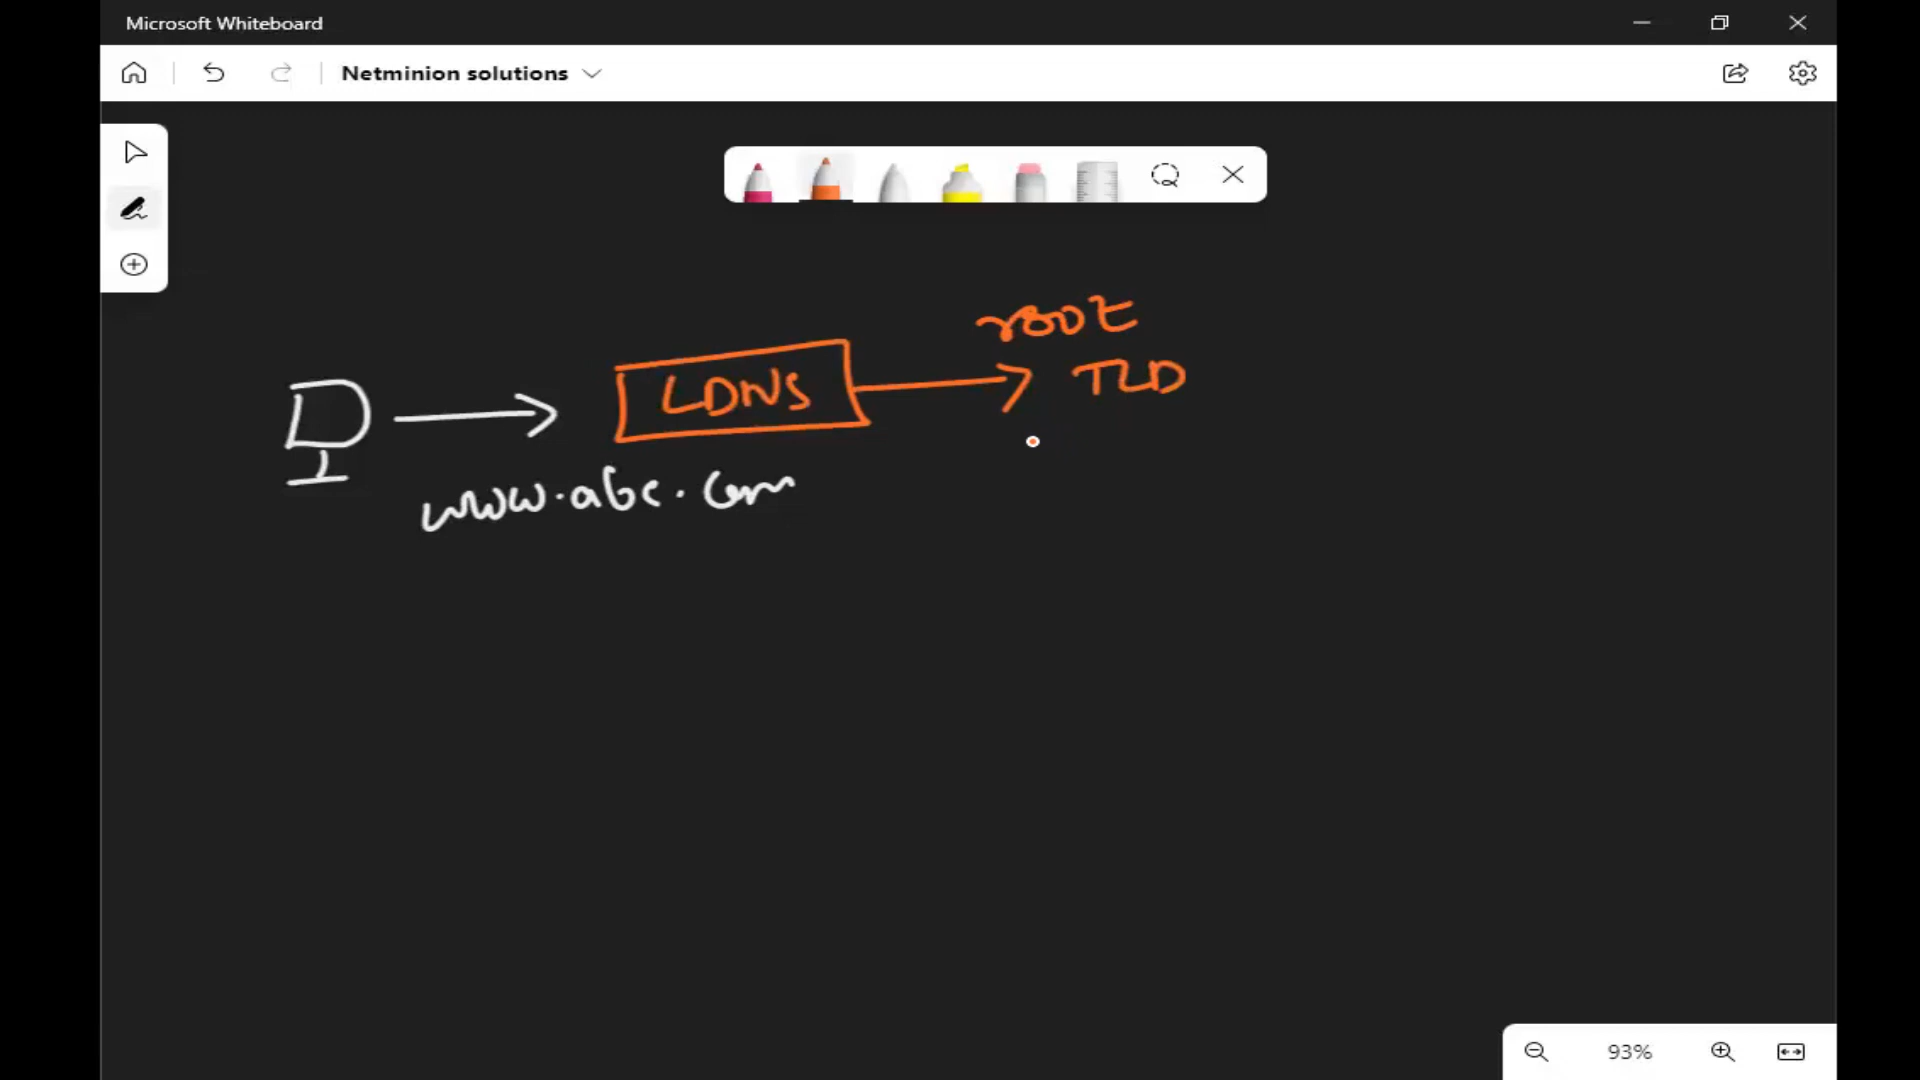 Microsoft Whiteboard
Netminion solutions
root
TLD
LDNS
www.abc.com
93%